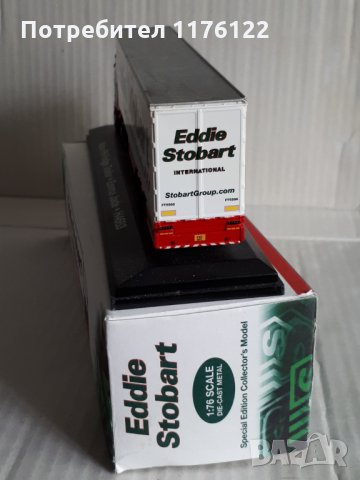 Потребител 1176122
Eddie
Stobart
INTERNATIONAL
StobartGroup.com
Eddie
Stobart
1:76 SCALE
DIE-CAST METAL
Special Edition Collector's Model
BAZAR